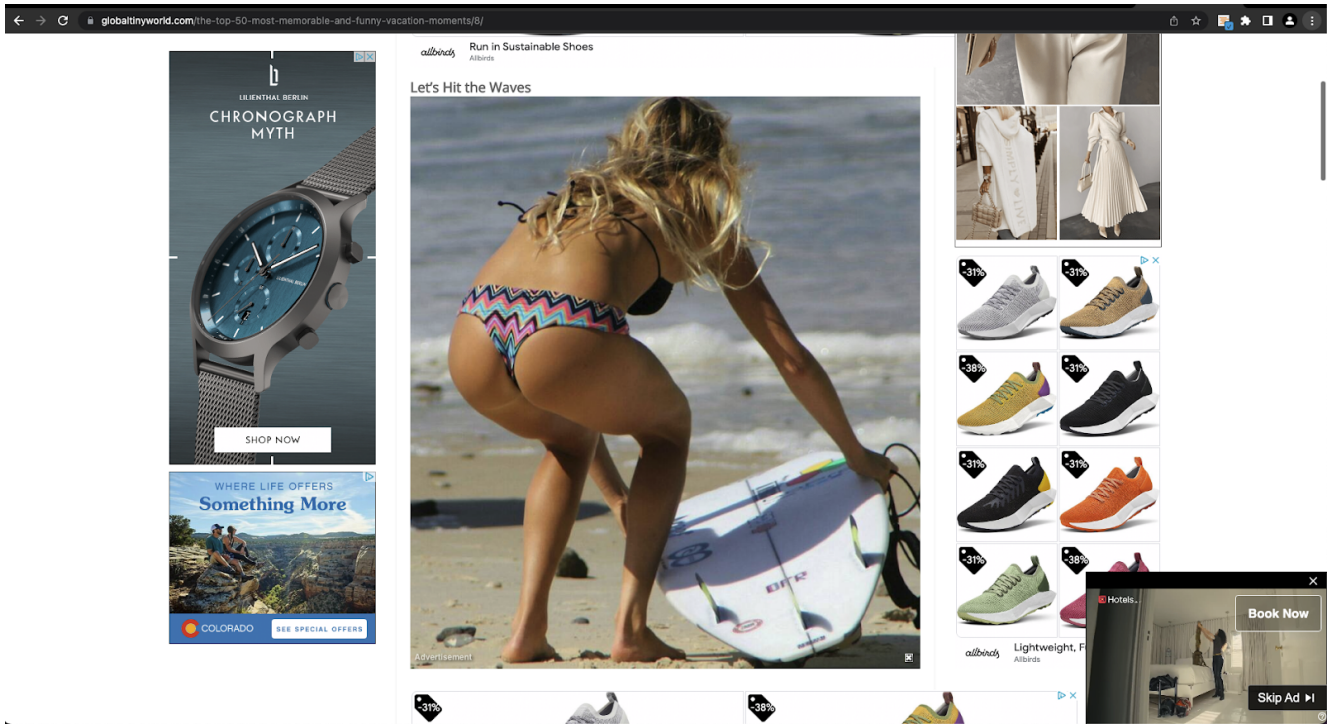 globaltinyworld.com/the-top-50-most-memorable-and-funny-vacation-moments/8/
allbirds
Run in Sustainable Shoes
Allbirds
LILIENTHAL BERLIN
CHRONOGRAPH
MYTH
SHOP NOW
WHERE LIFE OFFERS
Something More
COLORADO
SEE SPECIAL OFFERS
Let's Hit the Waves
Advertisement
-31%
-38%
SIMPLY ♥ LIVE
-31%
-31%
-38%
-31%
-31%
-31%
-31%
-38%
allbirds
Lightweight, F
Allbirds
Hotels...
Book Now
Skip Ad